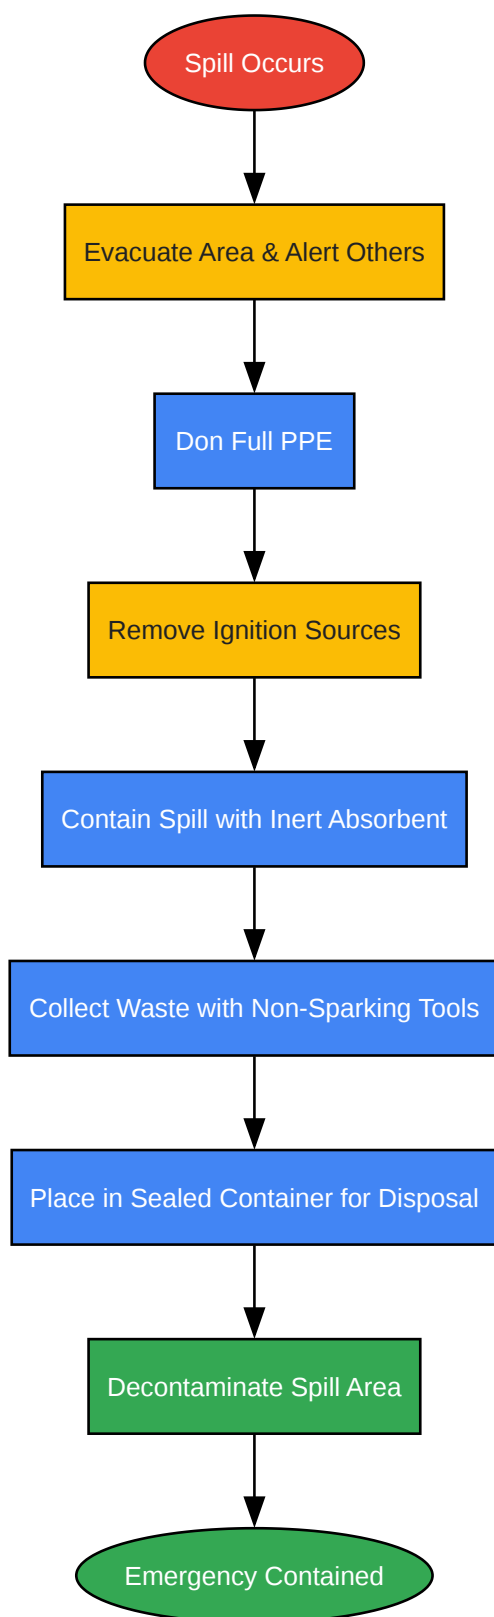 Spill Occurs
Evacuate Area & Alert Others
Don Full PPE
Remove Ignition Sources
Contain Spill with Inert Absorbent
Collect Waste with Non-Sparking Tools
Place in Sealed Container for Disposal
Decontaminate Spill Area
Emergency Contained